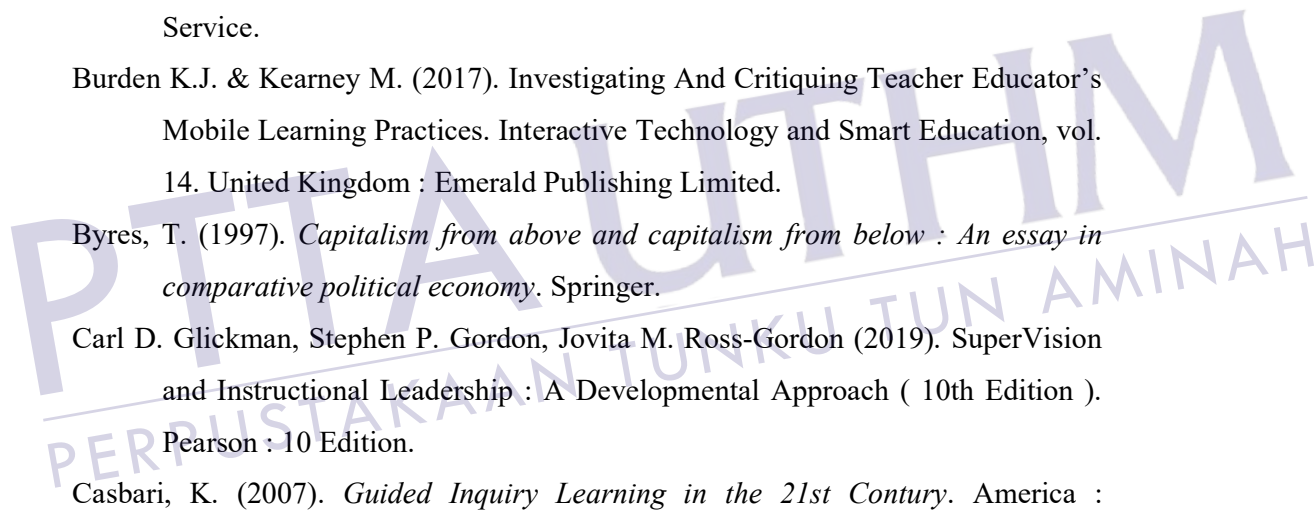 Service.
Burden K.J. & Kearney M. (2017). Investigating And Critiquing Teacher Educator’s
Mobile Learning Practices. Interactive Technology and Smart Education, vol.
14. United Kingdom : Emerald Publishing Limited.
Byres, T. (1997). Capitalism from above and capitalism from below : An essay in
comparative political economy. Springer.
Carl D. Glickman, Stephen P. Gordon, Jovita M. Ross-Gordon (2019). SuperVision
and Instructional Leadership : A Developmental Approach ( 10th Edition ).
Pearson : 10 Edition.
Casbari, K. (2007). Guided Inquiry Learning in the 21st Contury. America :
PTTA UTHM
PERPUSTAKAAN TUNKU TUN AMINAH